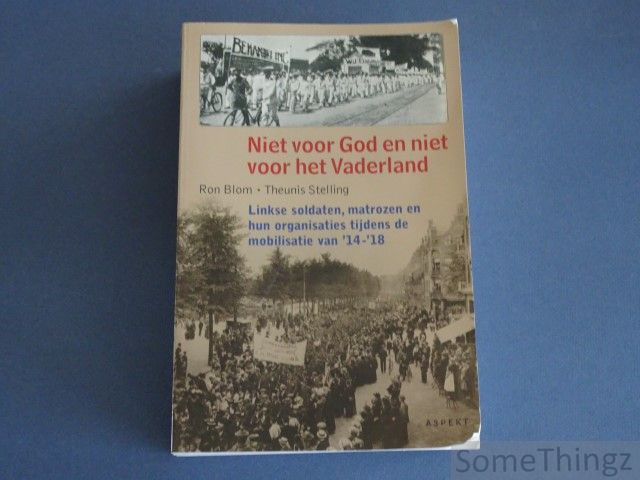 Niet voor God en niet
voor het Vaderland
Ron Blom • Theunis Stelling
Linkse soldaten, matrozen en
hun organisaties tijdens de
mobilisatie van '14-'18
ASPEKT
SomeThingz